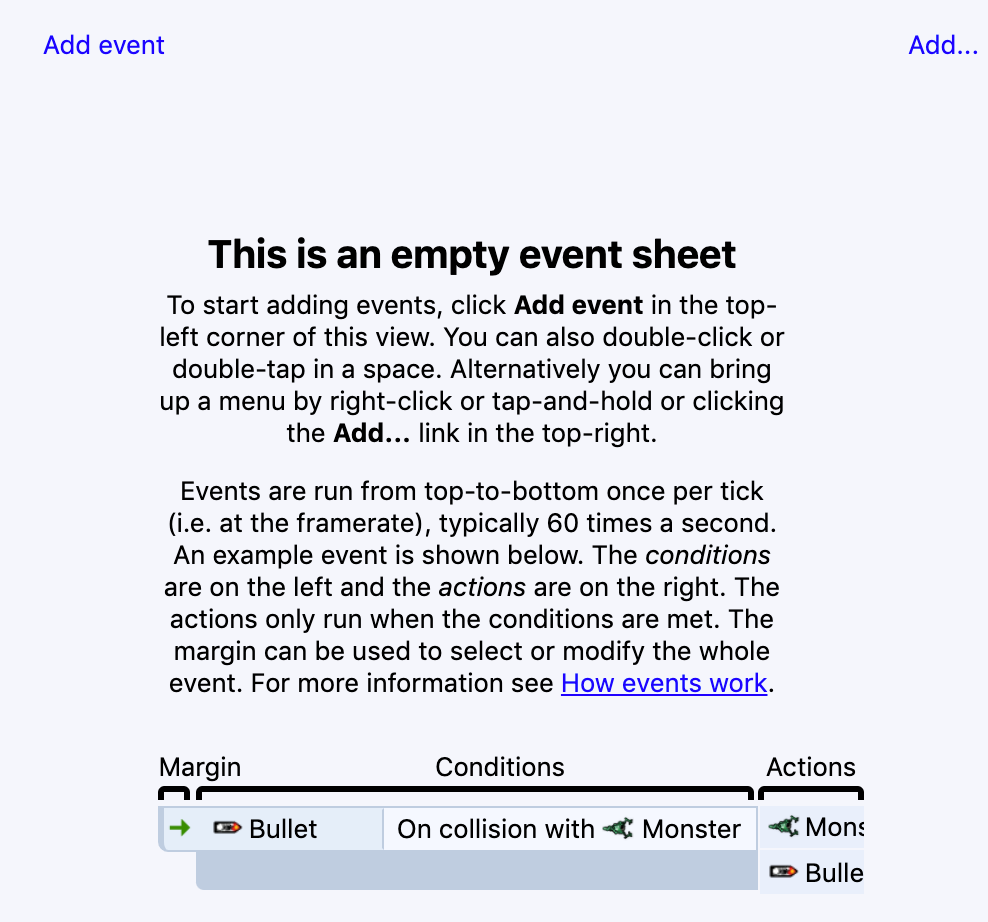 Add event
Add...
This is an empty event sheet
To start adding events, click Add event in the top-
left corner of this view. You can also double-click or
double-tap in a space. Alternatively you can bring
up a menu by right-click or tap-and-hold or clicking
the Add... link in the top-right.
Events are run from top-to-bottom once per tick
(i.e. at the framerate), typically 60 times a second.
An example event is shown below. The conditions
are on the left and the actions are on the right. The
actions only run when the conditions are met. The
margin can be used to select or modify the whole
event. For more information see How events work.
Margin Conditions Actions
Bullet On collision with Monster Mons
Bulle